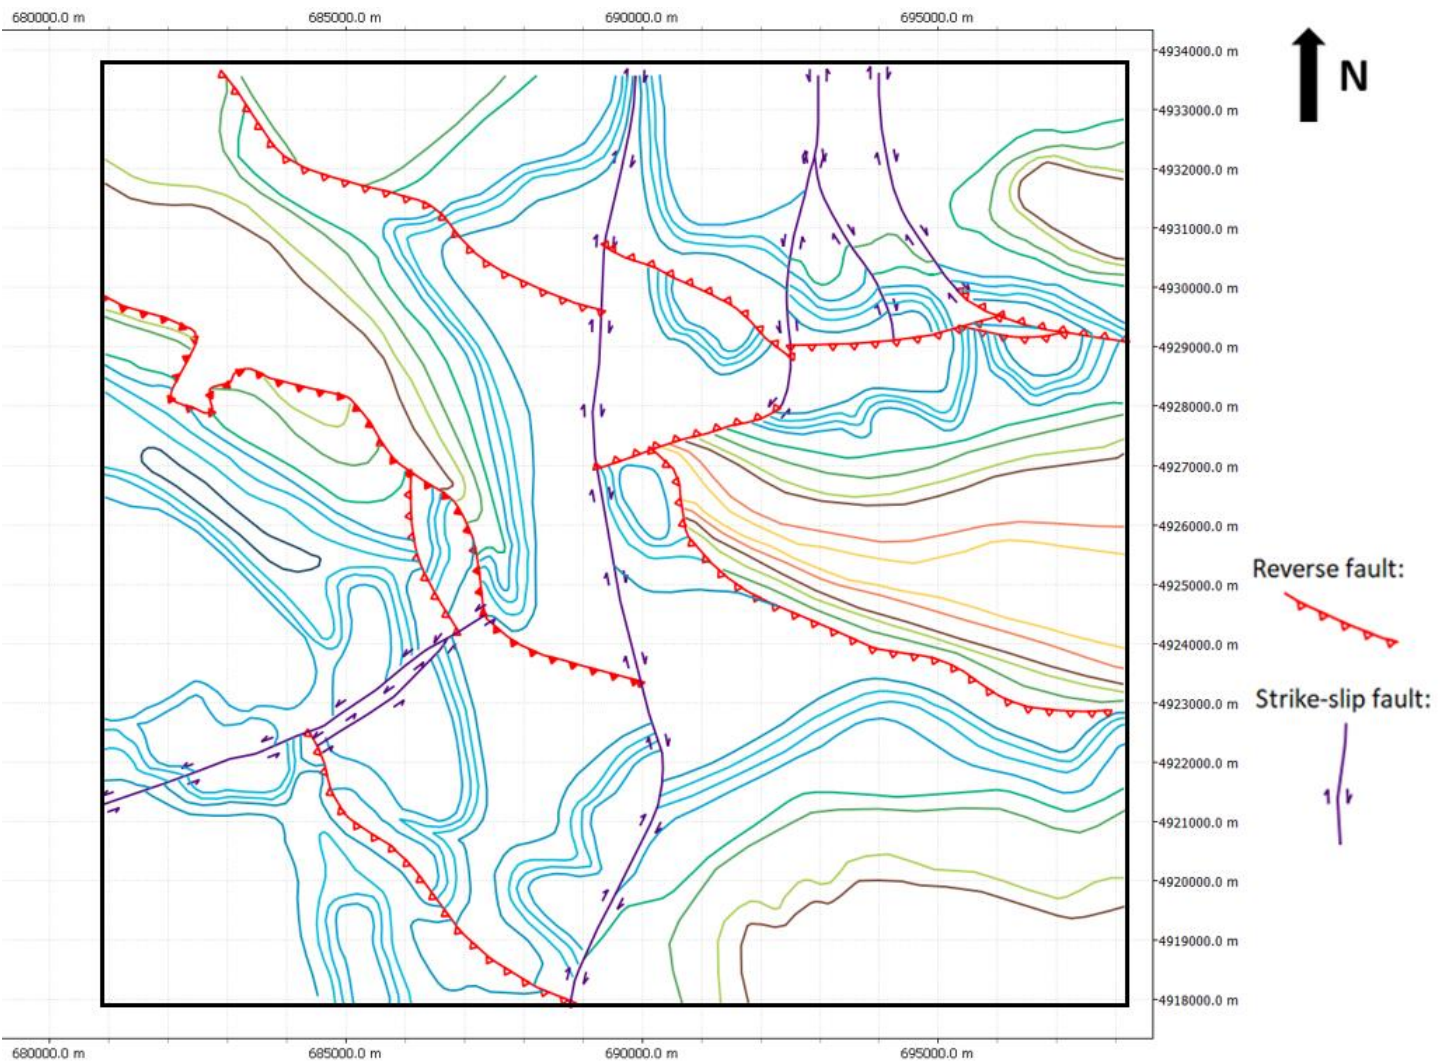 680000.0 m 685000.0 m 690000.0 m 695000.0 m
4934000.0 m
N
4933000.0 m
4932000.0 m
4931000.0 m
4930000.0 m
4929000.0 m
4928000.0 m
4927000.0 m
4926000.0 m
Reverse fault:
4925000.0 m
4924000.0 m
Strike-slip fault:
4923000.0 m
4922000.0 m
4921000.0 m
4920000.0 m
4919000.0 m
4918000.0 m
680000.0 m 685000.0 m 690000.0 m 695000.0 m